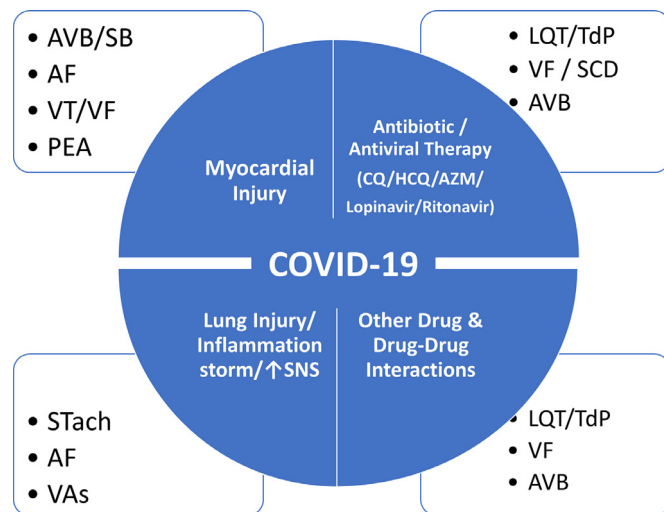 • AVB/SB
• AF
• VT/VF
• PEA
• LQT/TdP
• VF / SCD
• AVB
Myocardial
Injury
Antibiotic /
Antiviral Therapy
(CQ/HCQ/AZM/
Lopinavir/Ritonavir)
COVID-19
Lung Injury/
Inflammation
storm/↑SNS
Other Drug &
Drug-Drug
Interactions
• STach
• AF
• VAs
• LQT/TdP
• VF
• AVB